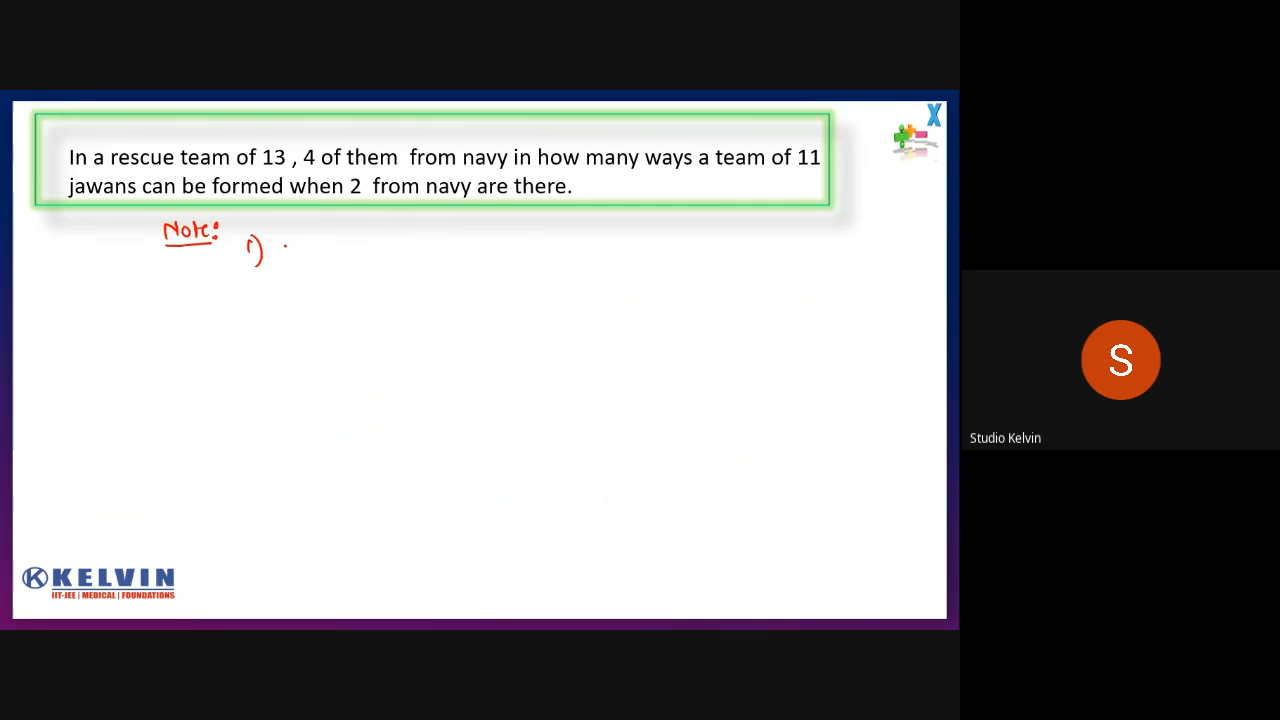 In a rescue team of 13 , 4 of them from navy in how many ways a team of 11
jawans can be formed when 2 from navy are there.
Note:
1)
KELVIN
IIT-JEE | MEDICAL | FOUNDATIONS
X
S
Studio Kelvin